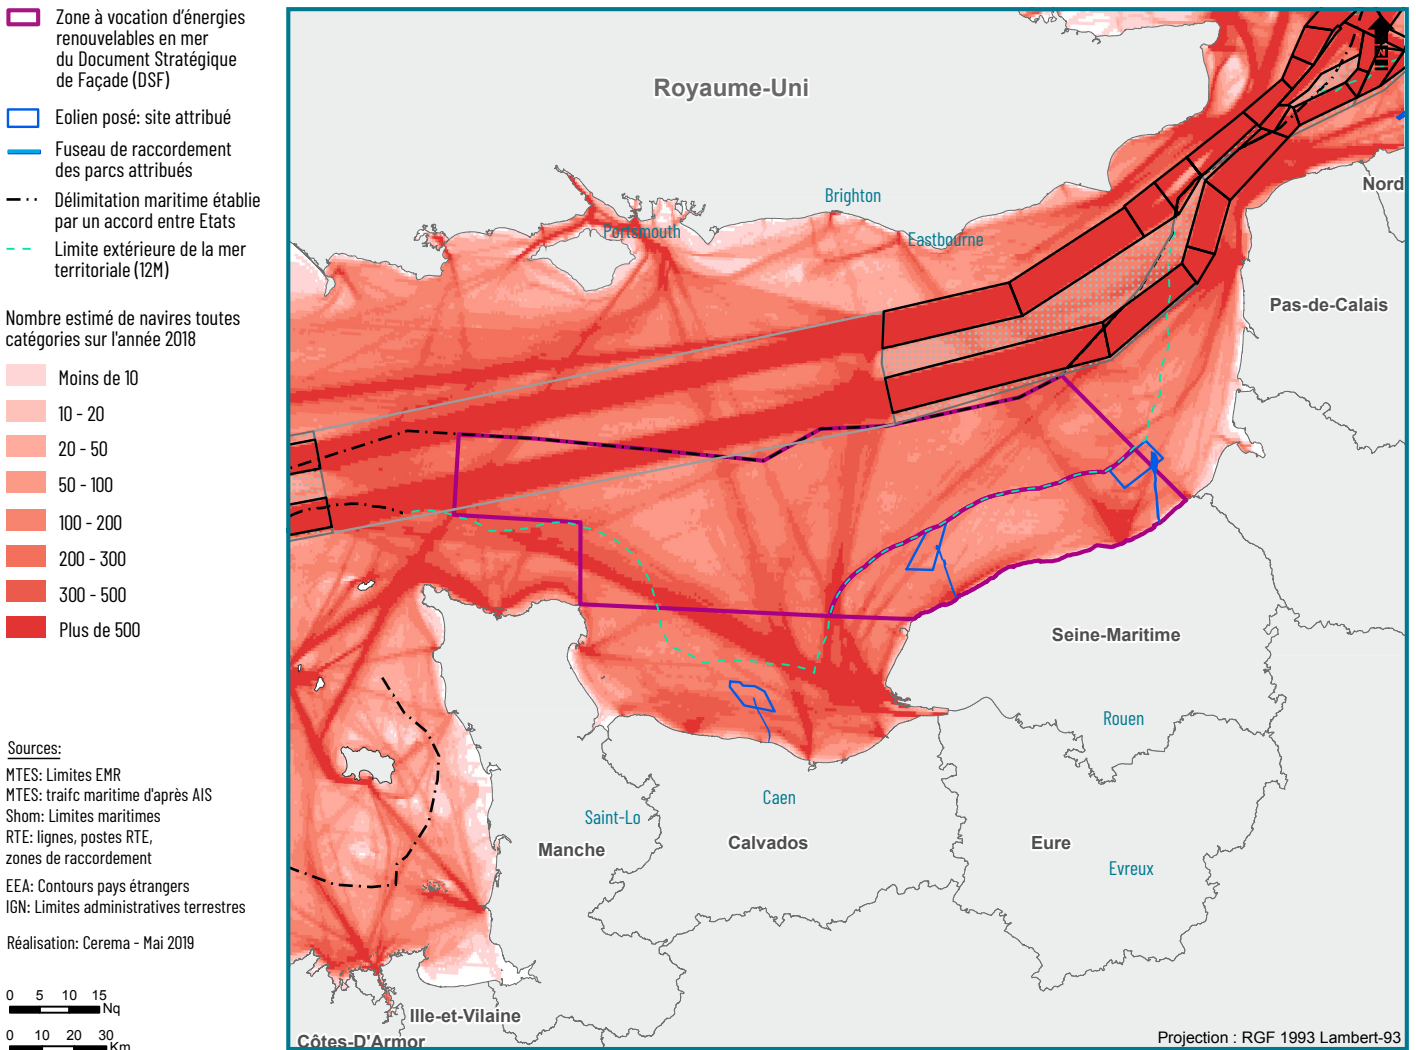 Zone à vocation d'énergies
renouvelables en mer
du Document Stratégique
de Façade (DSF)
Eolien posé: site attribué
Fuseau de raccordement
des parcs attribués
Délimitation maritime établie
par un accord entre Etats
Limite extérieure de la mer
territoriale (12M)
Nombre estimé de navires toutes
catégories sur l'année 2018
Moins de 10
10 - 20
20 - 50
50 - 100
100 - 200
200 - 300
300 - 500
Plus de 500
Sources:
MTES: Limites EMR
MTES: traifc maritime d'après AIS
Shom: Limites maritimes
RTE: lignes, postes RTE,
zones de raccordement
EEA: Contours pays étrangers
IGN: Limites administratives terrestres
Réalisation: Cerema - Mai 2019
0 5 10 15
Nq
0 10 20 30
Km
Royaume-Uni
N
Nord
Brighton
Portsmouth
Eastbourne
Pas-de-Calais
Seine-Maritime
Rouen
Caen
Saint-Lo
Calvados
Manche
Eure
Evreux
Ille-et-Vilaine
Côtes-D'Armor
Projection : RGF 1993 Lambert-93